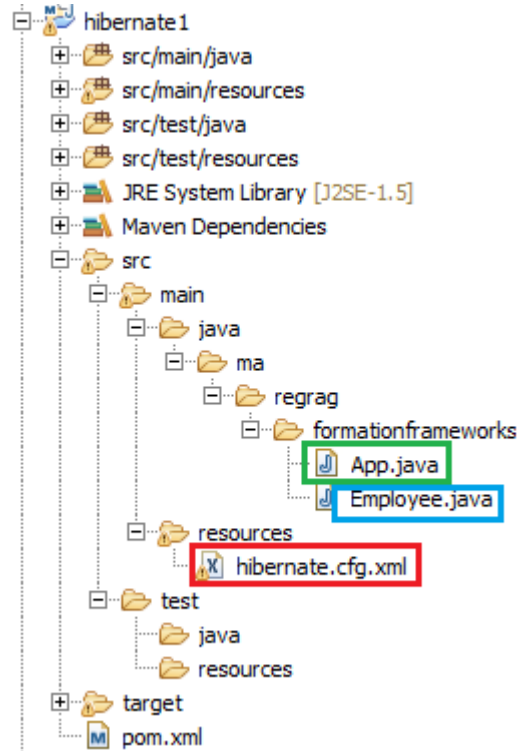 hibernate1
src/main/java
src/main/resources
src/test/java
src/test/resources
JRE System Library [J2SE-1.5]
Maven Dependencies
src
main
java
ma
regrag
formationframeworks
App.java
Employee.java
resources
hibernate.cfg.xml
test
java
resources
target
pom.xml